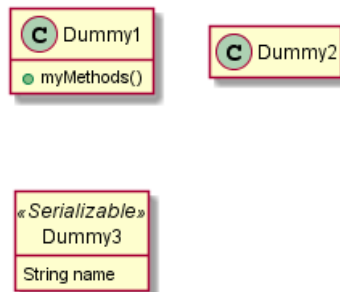 C Dummy1
myMethods()
C Dummy2
«Serializable»
Dummy3
String name